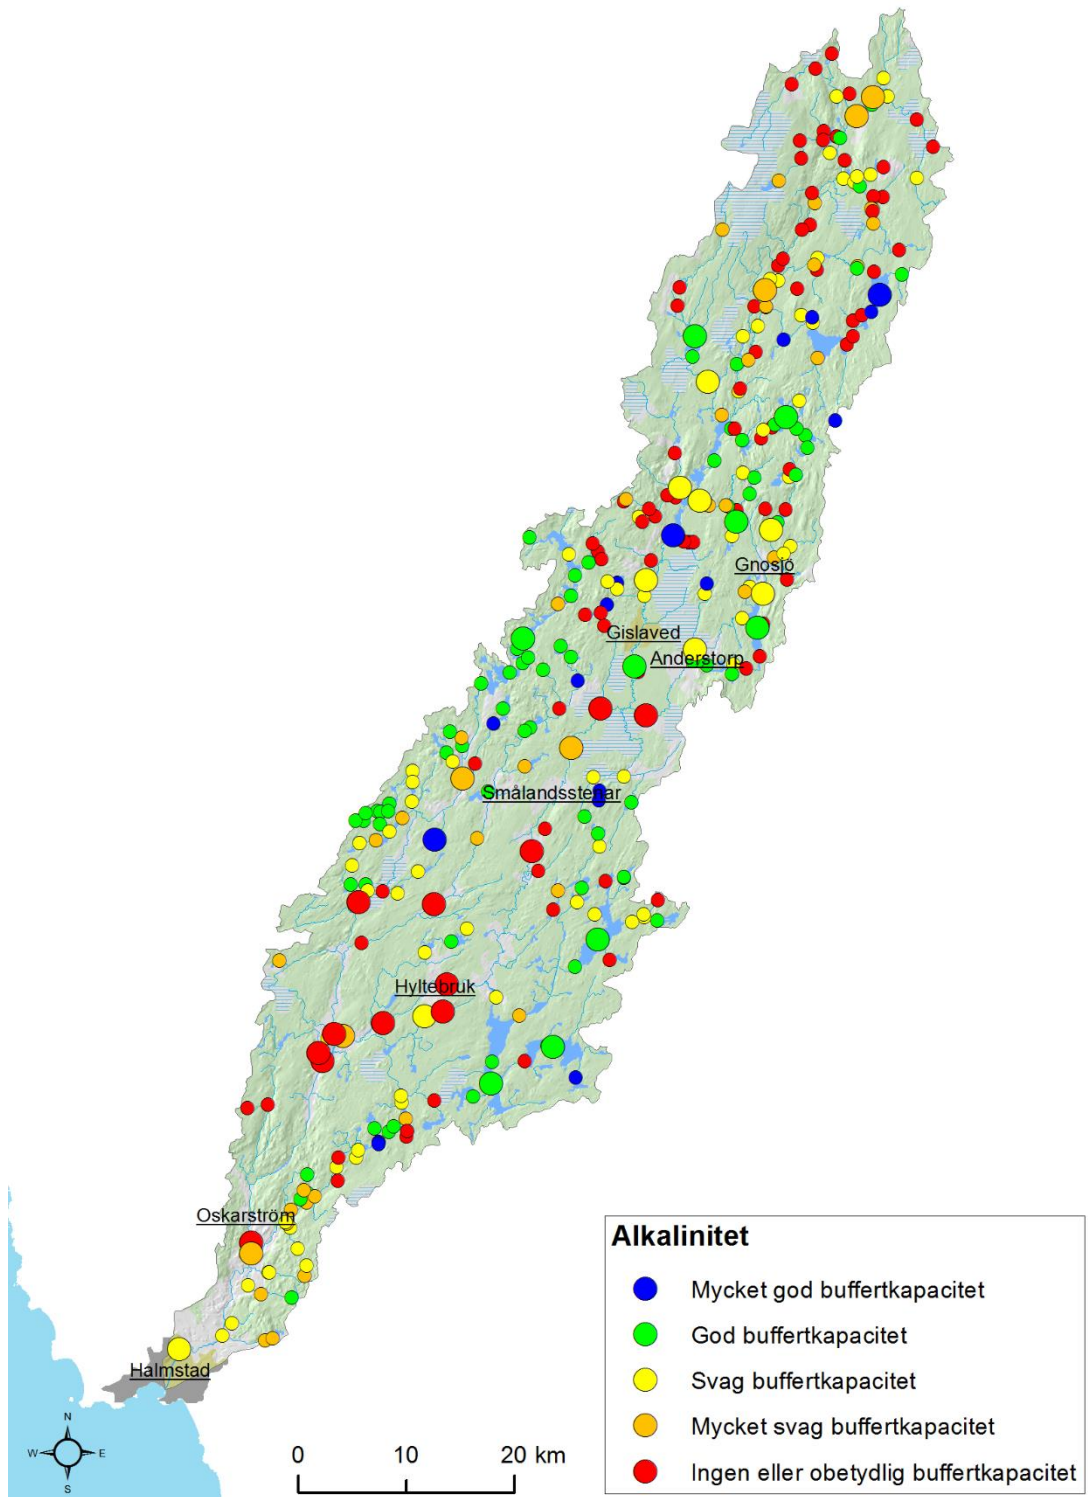 Gnosjö
Gislaved
Anderstorp
Smålandsstenar
Hyltebruk
Oskarström
Halmstad
N
W E
S
0 10 20 km
Alkalinitet
Mycket god buffertkapacitet
God buffertkapacitet
Svag buffertkapacitet
Mycket svag buffertkapacitet
Ingen eller obetydlig buffertkapacitet